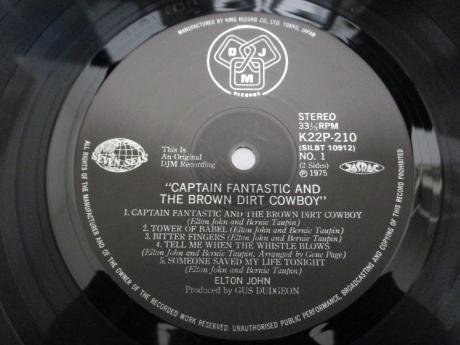 MANUFACTURED BY KING RECORD CO., LTD. TOKYO, JAPAN
DJM
RECORDS
STEREO
33⅓RPM
K22P-210
(SILBT 10912)
NO. 1
(2 Sides)
℗ 1975
This Is
An Original
DJM Recording
SEVEN SEAS
JASRAC
"CAPTAIN FANTASTIC AND
THE BROWN DIRT COWBOY"
1. CAPTAIN FANTASTIC AND THE BROWN DIRT COWBOY
(Elton John and Bernie Taupin)
2. TOWER OF BABEL (Elton John and Bernie Taupin)
3. BITTER FINGERS (Elton John and Bernie Taupin)
4. TELL ME WHEN THE WHISTLE BLOWS
(Elton John and Bernie Taupin, Arranged by Gene Page)
5. SOMEONE SAVED MY LIFE TONIGHT
(Elton John and Bernie Taupin)
ELTON JOHN
Produced by GUS DUDGEON
ALL RIGHTS OF THE MANUFACTURER AND OF THE OWNER OF THE RECORDED WORK RESERVED. UNAUTHORISED PUBLIC PERFORMANCE, BROADCASTING AND COPYING OF THIS RECORD PROHIBITED